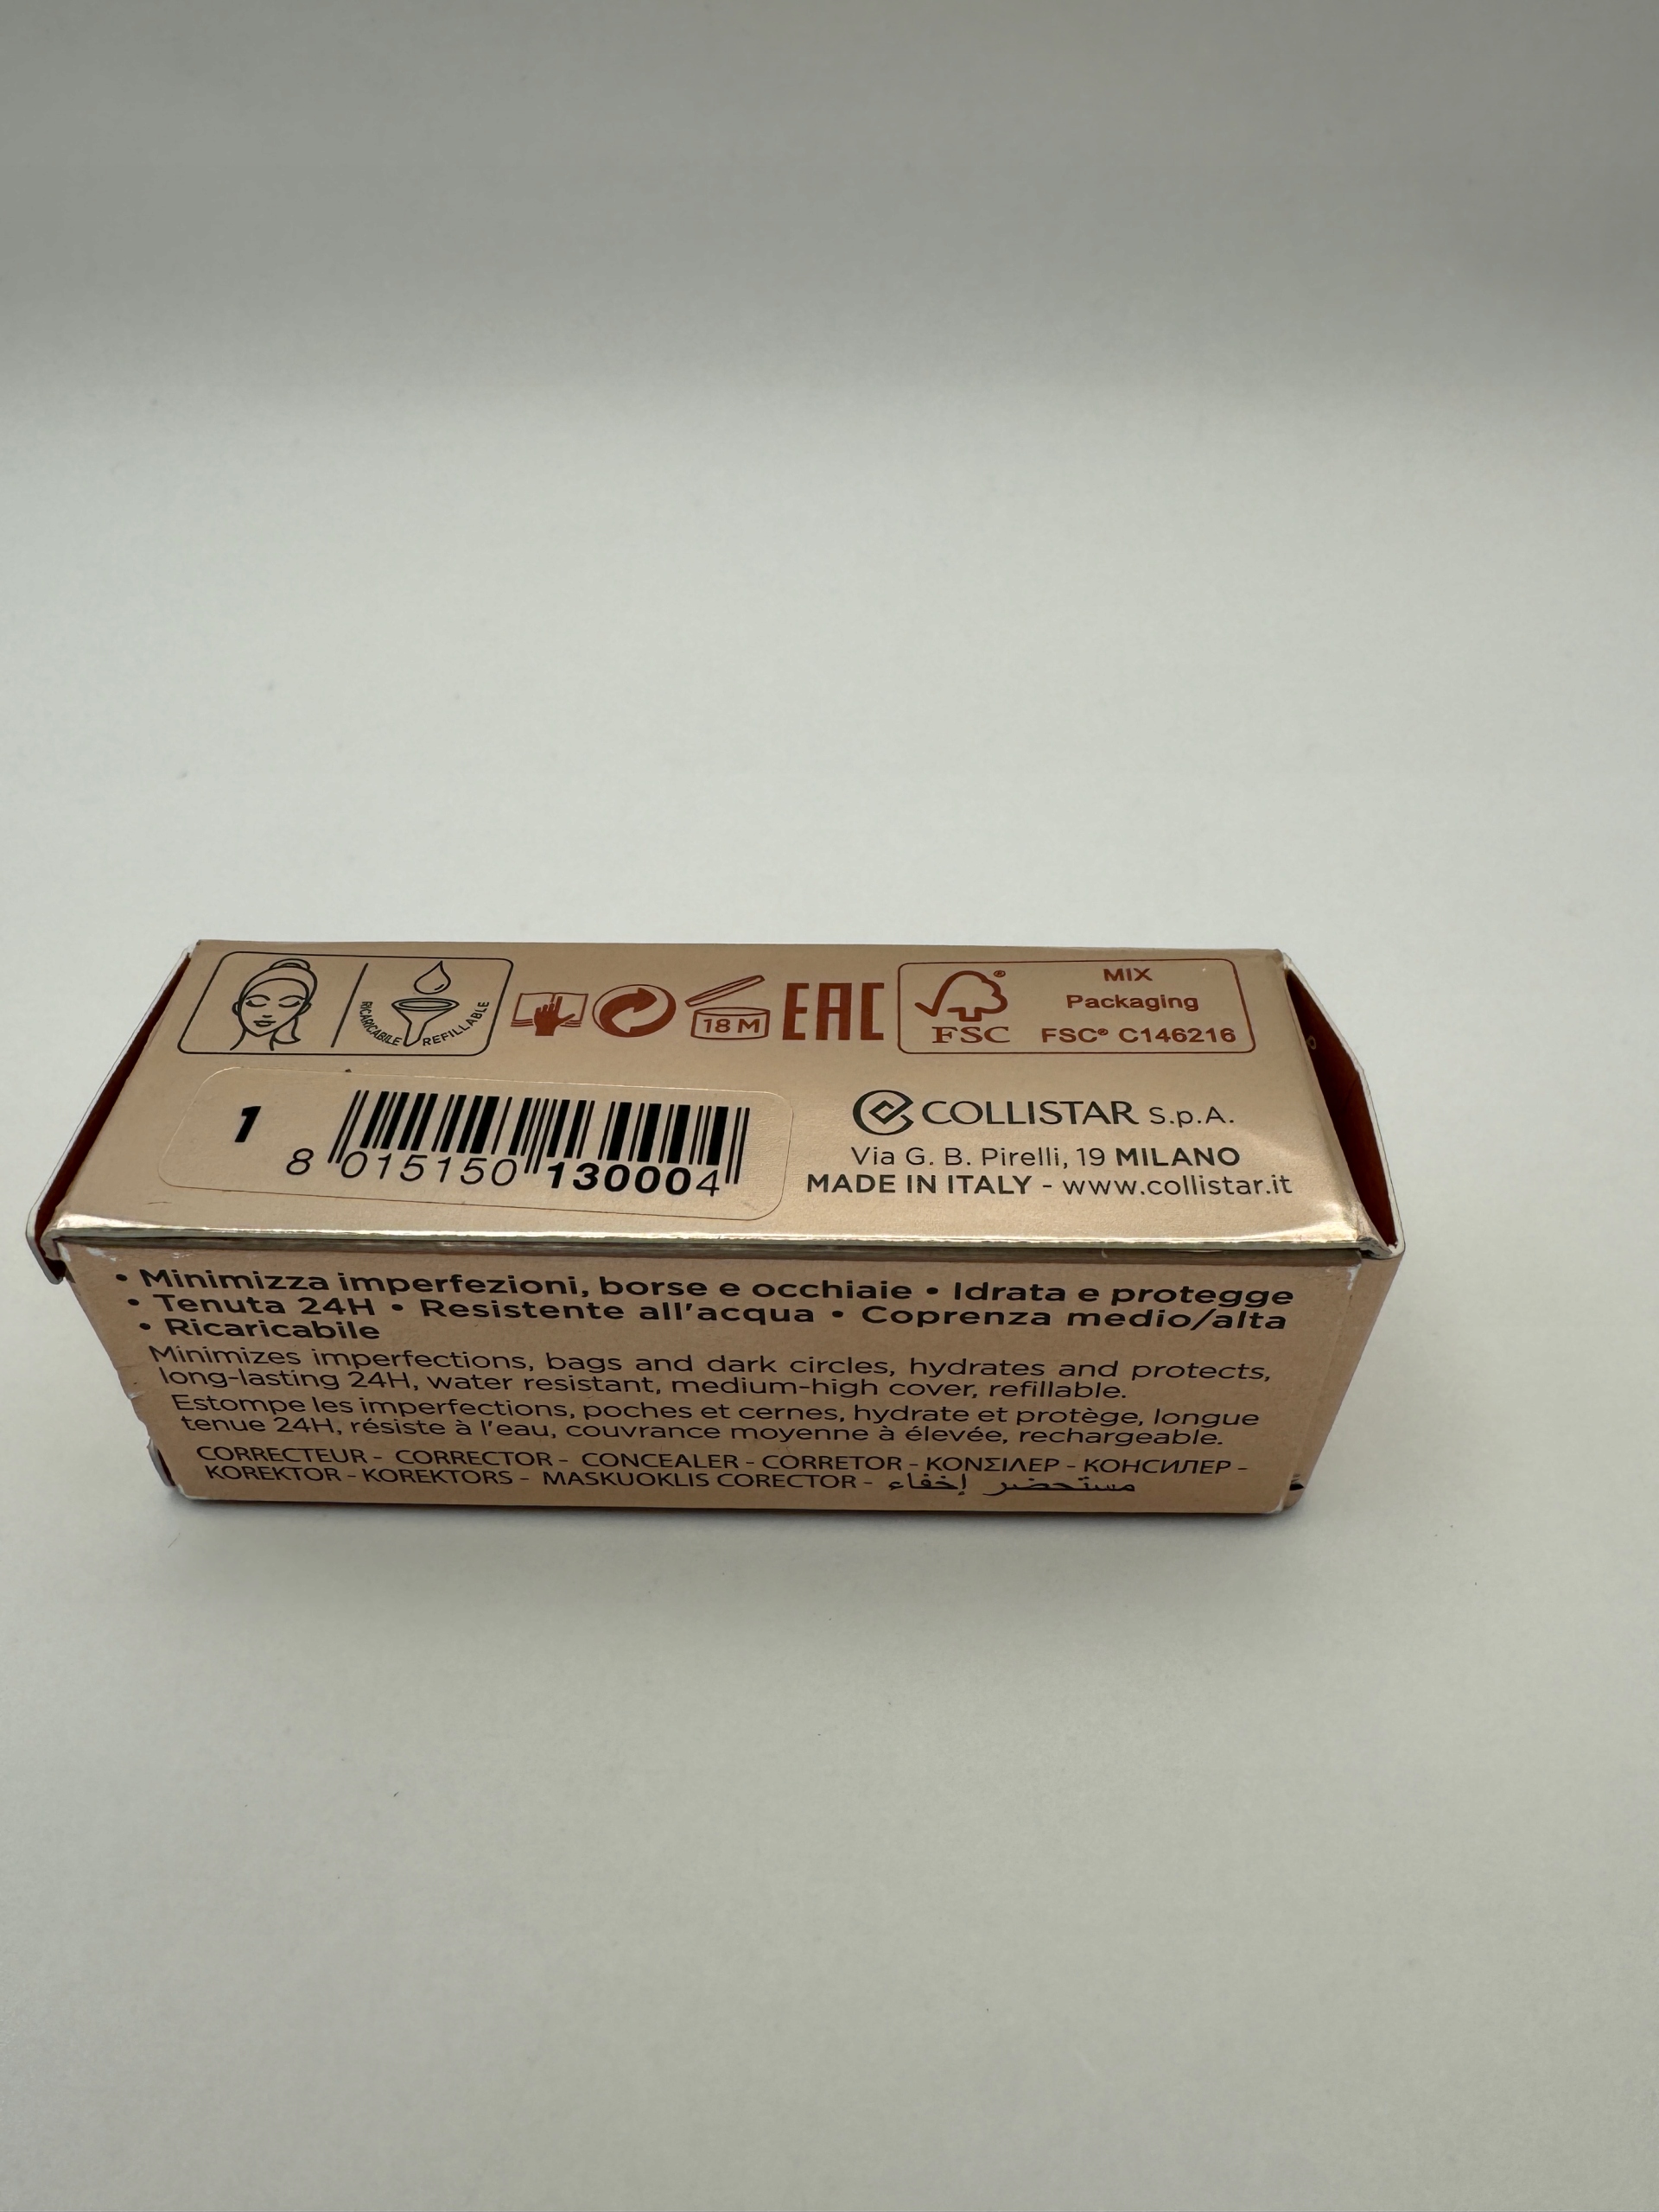 RICARICABILE REFILLABLE
18 M
EAC
FSC®
MIX
Packaging
FSC® C146216
1
8 015150 130004
COLLISTAR S.p.A.
Via G. B. Pirelli, 19 MILANO
MADE IN ITALY - www.collistar.it
• Minimizza imperfezioni, borse e occhiaie • Idrata e protegge
• Tenuta 24H • Resistente all'acqua • Coprenza medio/alta
• Ricaricabile
Minimizes imperfections, bags and dark circles, hydrates and protects,
long-lasting 24H, water resistant, medium-high cover, refillable.
Estompe les imperfections, poches et cernes, hydrate et protège, longue
tenue 24H, résiste à l'eau, couvrance moyenne à élevée, rechargeable.
CORRECTEUR - CORRECTOR - CONCEALER - CORRETOR - ΚΟΝΣΙΛΕΡ - КОНСИЛЕР -
KOREKTOR - KOREKTORS - MASKUOKLIS CORECTOR - مستحضر إخفاء